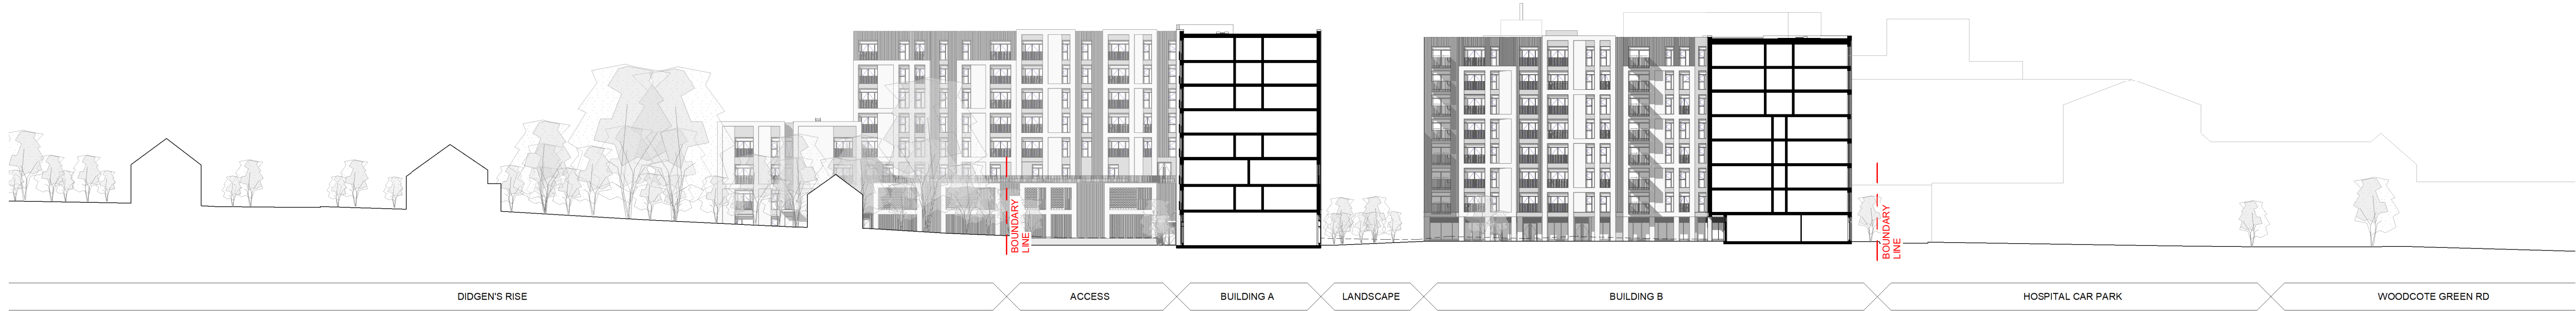 BOUNDARY
LINE
BOUNDARY
LINE
DIDGEN'S RISE
ACCESS
BUILDING A
LANDSCAPE
BUILDING B
HOSPITAL CAR PARK
WOODCOTE GREEN RD